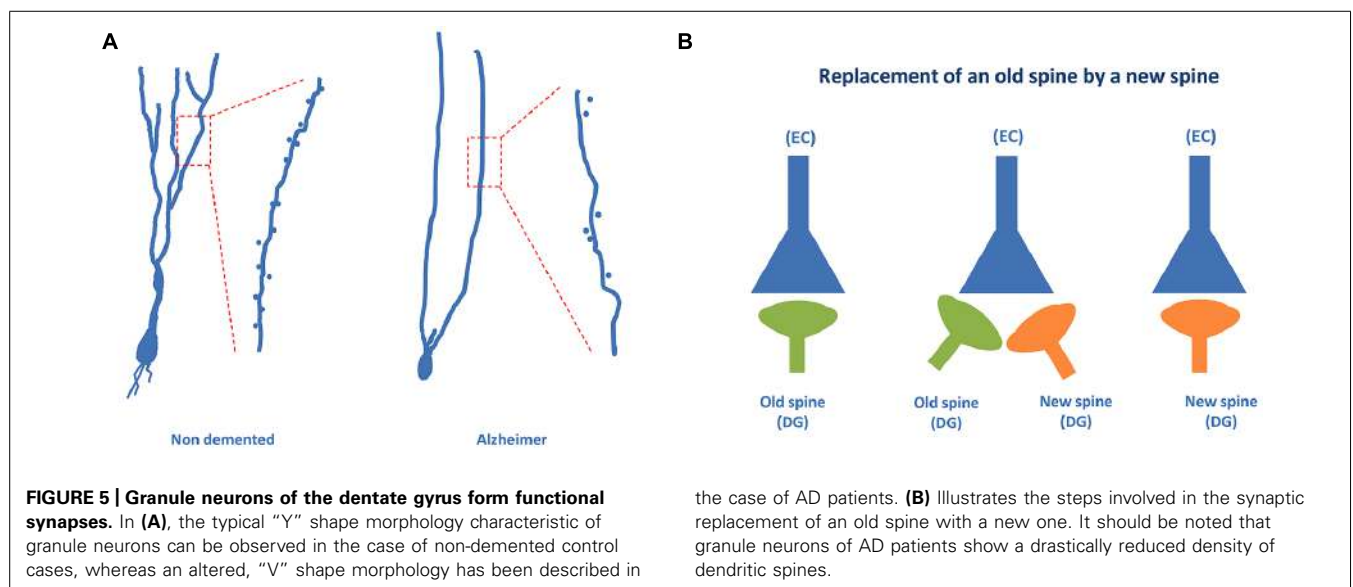 A
Non demented
Alzheimer
B
Replacement of an old spine by a new spine
(EC)
(EC)
(EC)
Old spine
(DG)
Old spine
(DG)
New spine
(DG)
New spine
(DG)
FIGURE 5 | Granule neurons of the dentate gyrus form functional
synapses. In (A), the typical “Y” shape morphology characteristic of
granule neurons can be observed in the case of non-demented control
cases, whereas an altered, “V” shape morphology has been described in
the case of AD patients. (B) Illustrates the steps involved in the synaptic
replacement of an old spine with a new one. It should be noted that
granule neurons of AD patients show a drastically reduced density of
dendritic spines.